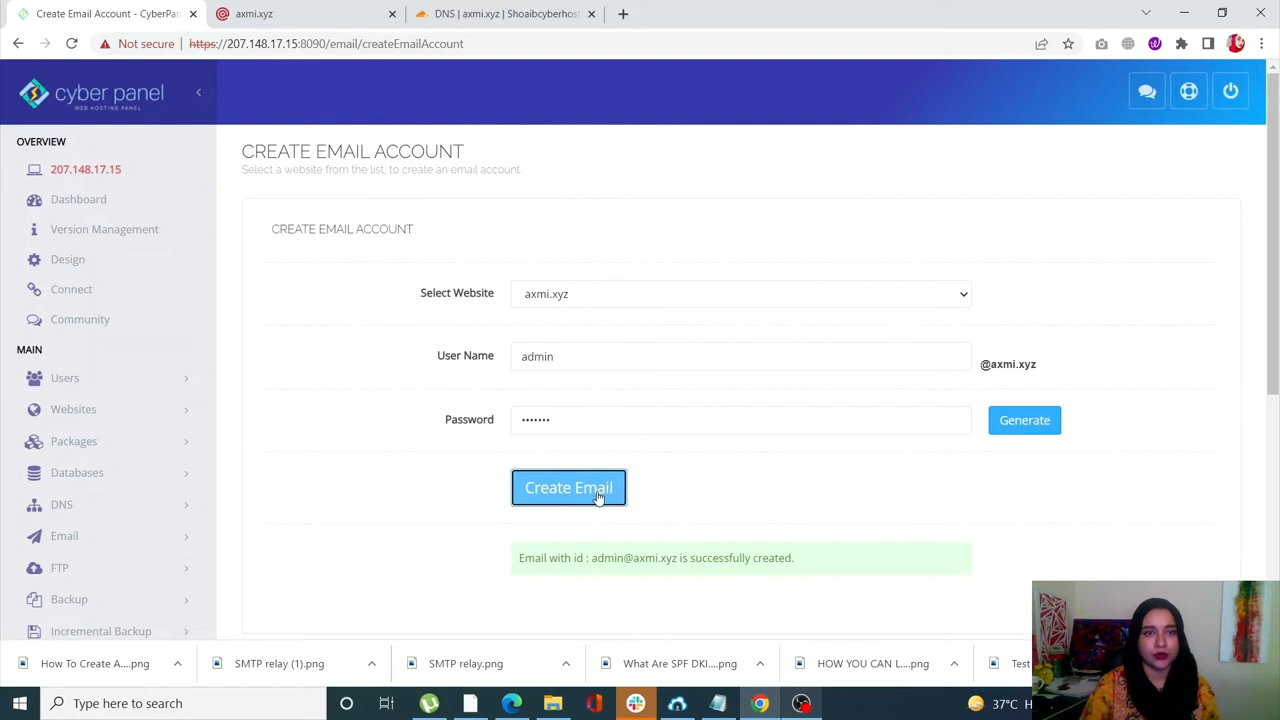 Create Email Account - CyberPan
axmi.xyz
DNS | axmi.xyz | Shoaibcyberhos
Not secure
https://207.148.17.15:8090/email/createEmailAccount
cyber panel
WEB HOSTING PANEL
OVERVIEW
207.148.17.15
Dashboard
Version Management
Design
Connect
Community
MAIN
Users
Websites
Packages
Databases
DNS
Email
FTP
Backup
Incremental Backup
CREATE EMAIL ACCOUNT
Select a website from the list, to create an email account.
CREATE EMAIL ACCOUNT
Select Website
axmi.xyz
User Name
admin
@axmi.xyz
Password
Generate
Create Email
Email with id : admin@axmi.xyz is successfully created.
How To Create A....png
SMTP relay (1).png
SMTP relay.png
What Are SPF DKI....png
HOW YOU CAN L....png
Test
Type here to search
37°C H